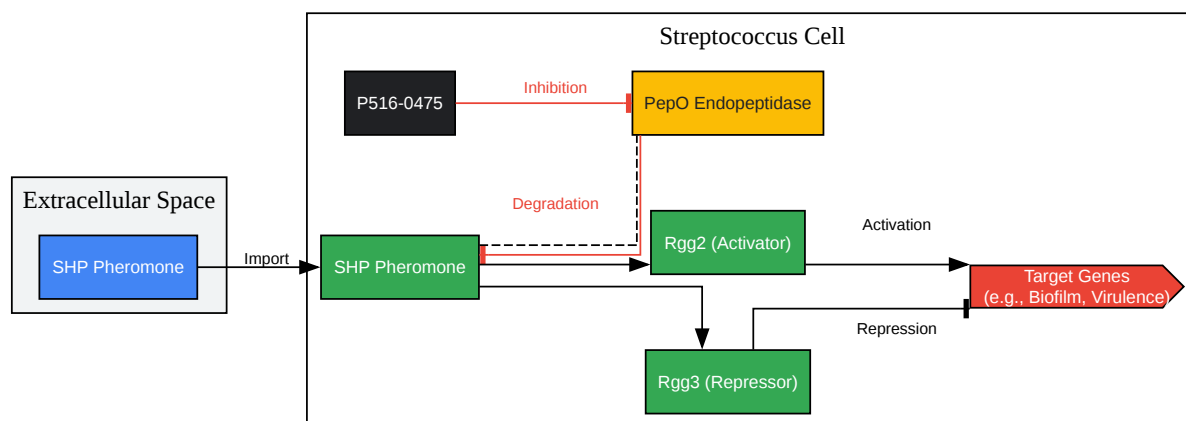 Streptococcus Cell
P516-0475
Inhibition
PepO Endopeptidase
Extracellular Space
SHP Pheromone
Import
SHP Pheromone
Degradation
Rgg2 (Activator)
Activation
Target Genes
(e.g., Biofilm, Virulence)
Repression
Rgg3 (Repressor)